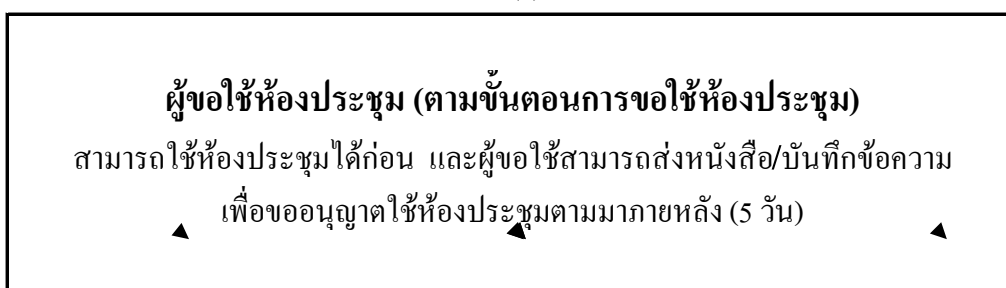 ผู้ขอใช้ห้องประชุม (ตามขั้นตอนการขอใช้ห้องประชุม)
สามารถใช้ห้องประชุมได้ก่อน และผู้ขอใช้สามารถส่งหนังสือ/บันทึกข้อความ
เพื่อขออนุญาตใช้ห้องประชุมตามมาภายหลัง (5 วัน)